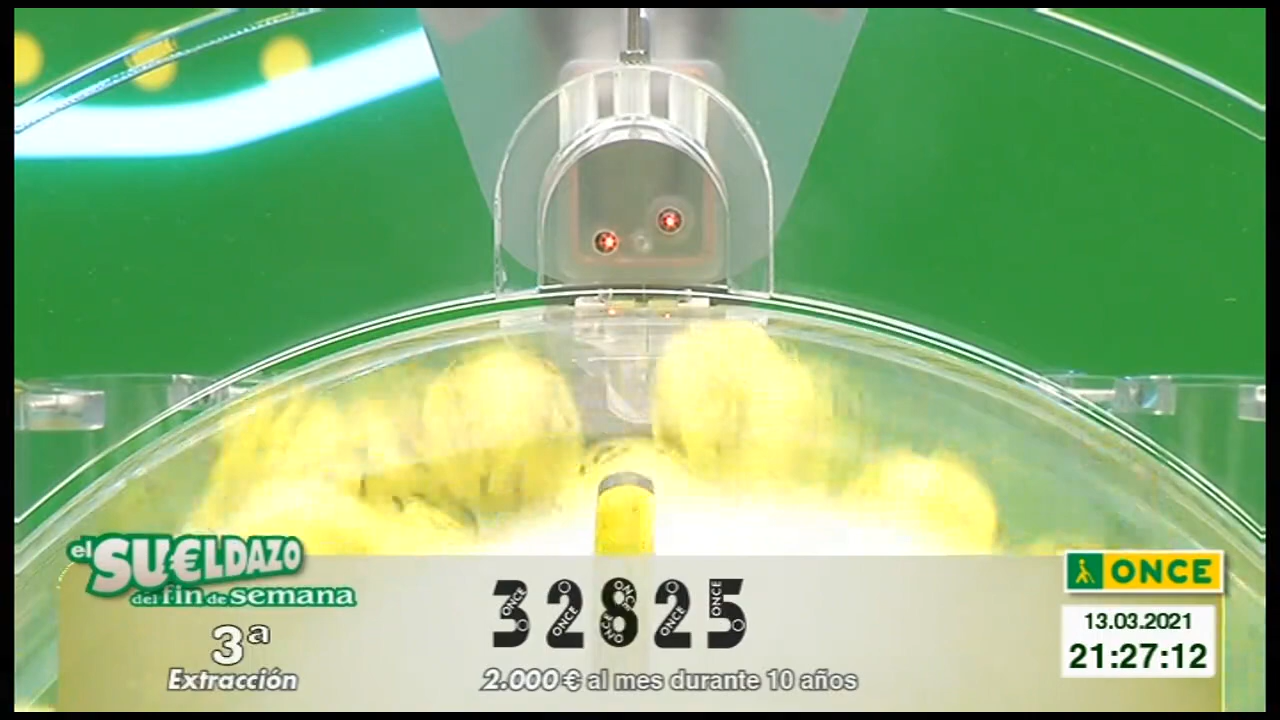 el SU€LDAZO
del fin de semana
3ª
Extracción
32825
2.000 € al mes durante 10 años
ONCE
13.03.2021
21:27:12